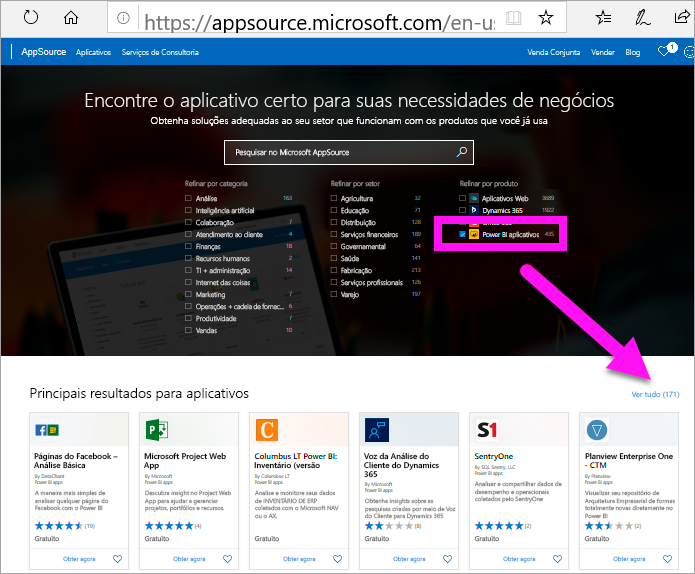 https://appsource.microsoft.com/en-us
AppSource Aplicativos Serviços de Consultoria Venda Conjunta Vender Blog 1
Encontre o aplicativo certo para suas necessidades de negócios
Obtenha soluções adequadas ao seu setor que funcionam com os produtos que você já usa
Pesquisar no Microsoft AppSource
Refinar por categoria
Análise 163
Inteligência artificial
Colaboração 7
Atendimento ao cliente 4
Finanças 18
Recursos humanos 2
TI + administração 14
Internet das coisas
Marketing 7
Operações + cadeia de fornec... 6
Produtividade 7
Vendas 10
Refinar por setor
Agricultura 32
Educação 71
Distribuição 128
Serviços financeiros 189
Governamental 64
Saúde 141
Fabricação 213
Serviços profissionais 126
Varejo 197
Refinar por produto
Aplicativos Web 3689
Dynamics 365 1922
Power BI aplicativos 435
Principais resultados para aplicativos
Ver tudo (171)
Páginas do Facebook –
Análise Básica
By DataChant
Power BI apps
A maneira mais simples de
analisar qualquer página do
Facebook com o Power BI
(19)
Gratuito
Obter agora
Microsoft Project Web
App
By Microsoft
Power BI apps
Descubra insight no Project Web
App para ajudar a gerenciar
projetos, portfólios e recursos.
(4)
Gratuito
Obter agora
Columbus LT Power BI:
Inventário (versão
By Columbus LT
Power BI apps
Analise e monitore seus dados
de INVENTÁRIO DE ERP
coletados com o Microsoft NAV
ou o AX.
Gratuito
Obter agora
Voz da Análise do
Cliente do Dynamics
365
By Microsoft
Power BI apps
Obtenha insights sobre as
pesquisas criadas por meio de
Voz do Cliente para Dynamics
(8)
Gratuito
Obter agora
S1
SentryOne
By SQL Sentry, LLC
Power BI apps
Analisar e compartilhar dados
de desempenho e operacionais
coletados pelo SentryOne
(2)
Gratuito
Obter agora
Planview Enterprise One
- CTM
By Planview
Power BI apps
Visualizar seu repositório de
Arquitetura Empresarial de formas
totalmente novas diretamente no
Power BI
(2)
Gratuito
Obter agora